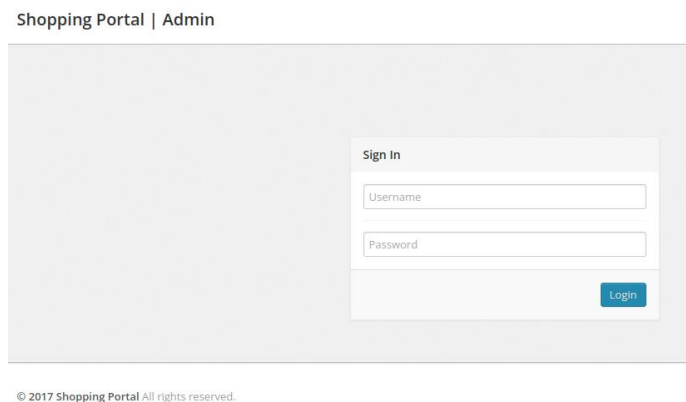 Shopping Portal | Admin
Sign In
Username
Password
Login
© 2017 Shopping Portal All rights reserved.